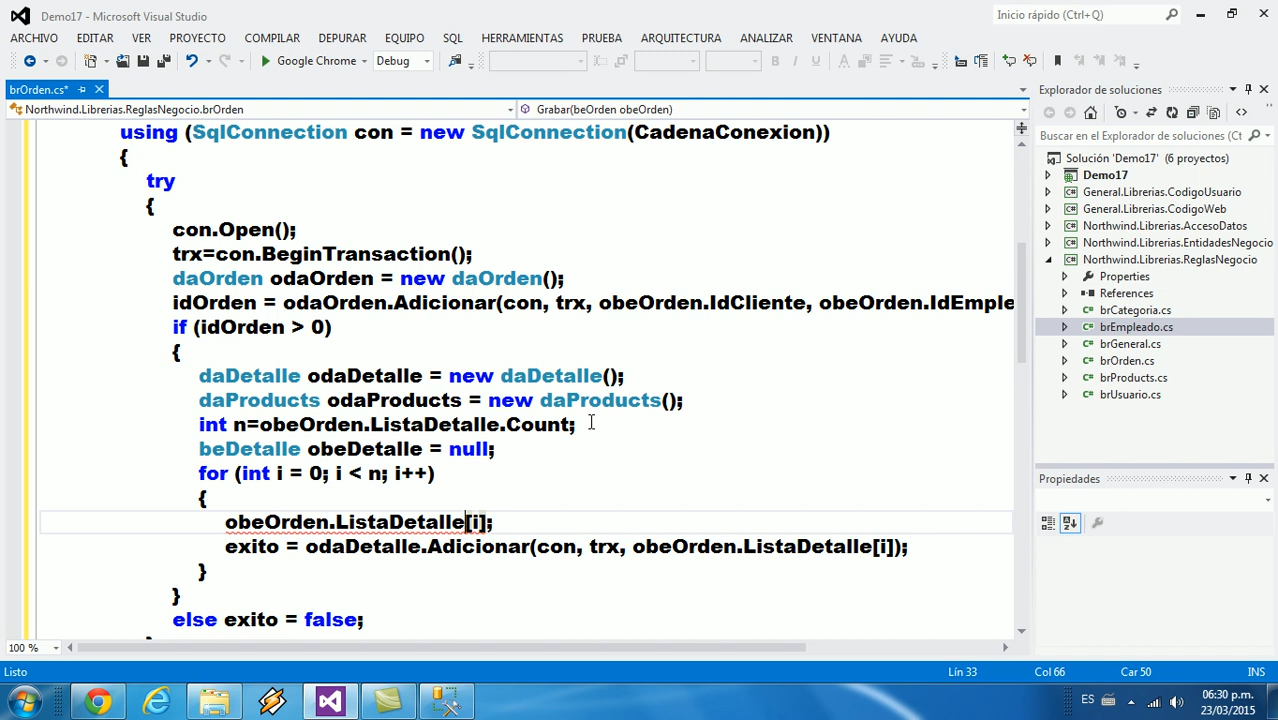 Demo17 - Microsoft Visual Studio
Inicio rápido (Ctrl+Q)
ARCHIVO EDITAR VER PROYECTO COMPILAR DEPURAR EQUIPO SQL HERRAMIENTAS PRUEBA ARQUITECTURA ANALIZAR VENTANA AYUDA
Google Chrome Debug
brOrden.cs*
Northwind.Librerias.ReglasNegocio.brOrden
Grabar(beOrden obeOrden)
using (SqlConnection con = new SqlConnection(CadenaConexion))
{
try
{
con.Open();
trx=con.BeginTransaction();
daOrden odaOrden = new daOrden();
idOrden = odaOrden.Adicionar(con, trx, obeOrden.IdCliente, obeOrden.IdEmple
if (idOrden > 0)
{
daDetalle odaDetalle = new daDetalle();
daProducts odaProducts = new daProducts();
int n=obeOrden.ListaDetalle.Count;
beDetalle obeDetalle = null;
for (int i = 0; i < n; i++)
{
obeOrden.ListaDetalle[i];
exito = odaDetalle.Adicionar(con, trx, obeOrden.ListaDetalle[i]);
}
}
else exito = false;
100 %
Explorador de soluciones
Buscar en el Explorador de soluciones (Ct
Solución 'Demo17' (6 proyectos)
Demo17
General.Librerias.CodigoUsuario
General.Librerias.CodigoWeb
Northwind.Librerias.AccesoDatos
Northwind.Librerias.EntidadesNegocio
Northwind.Librerias.ReglasNegocio
Properties
References
brCategoria.cs
brEmpleado.cs
brGeneral.cs
brOrden.cs
brProducts.cs
brUsuario.cs
Propiedades
Listo Lín 33 Col 66 Car 50 INS
ES 06:30 p.m.
23/03/2015